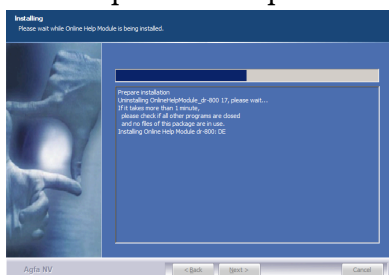 Installing
Please wait while Online Help Module is being installed.
Prepare installation
Uninstalling OnlineHelpModule_dr-800 17, please wait...
If it takes more than 1 minute,
please check if all other programs are closed
and no files of this package are in use.
Installing Online Help Module dr-800: DE
Agfa NV
< Back
Next >
Cancel